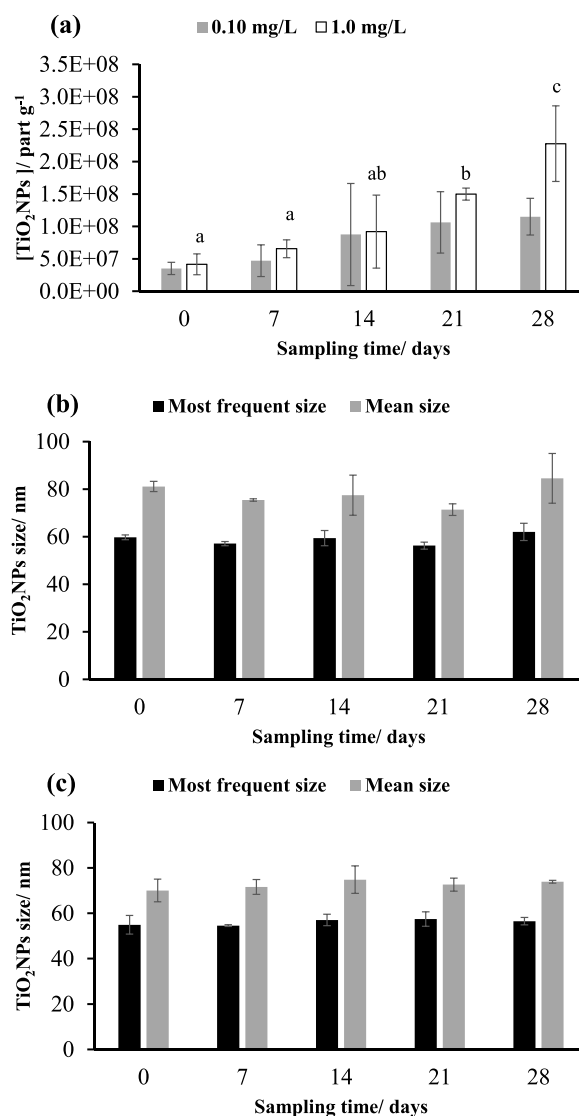 (a)
0.10 mg/L 1.0 mg/L
[TiO₂NPs ]/ part g⁻¹
3.5E+08
3.0E+08
2.5E+08
2.0E+08
1.5E+08
1.0E+08
5.0E+07
0.0E+00
a
a
ab
b
c
0 7 14 21 28
Sampling time/ days
(b)
Most frequent size Mean size
TiO₂NPs size/ nm
100
80
60
40
20
0
0 7 14 21 28
Sampling time/ days
(c)
Most frequent size Mean size
TiO₂NPs size/ nm
100
80
60
40
20
0
0 7 14 21 28
Sampling time/ days